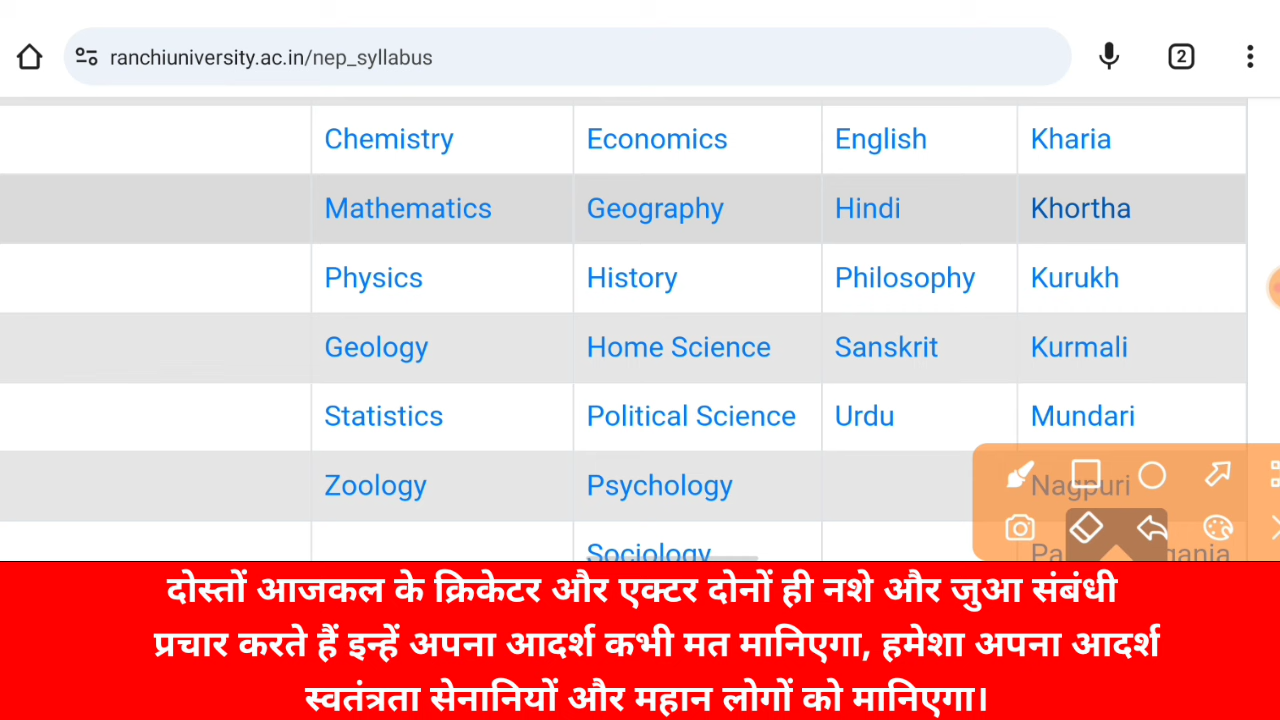 ranchiuniversity.ac.in/nep_syllabus 2
Chemistry Economics English Kharia
Mathematics Geography Hindi Khortha
Physics History Philosophy Kurukh
Geology Home Science Sanskrit Kurmali
Statistics Political Science Urdu Mundari
Zoology Psychology Nagpuri
Sociology
दोस्तों आजकल के क्रिकेटर और एक्टर दोनों ही नशे और जुआ संबंधी
प्रचार करते हैं इन्हें अपना आदर्श कभी मत मानिएगा, हमेशा अपना आदर्श
स्वतंत्रता सेनानियों और महान लोगों को मानिएगा।